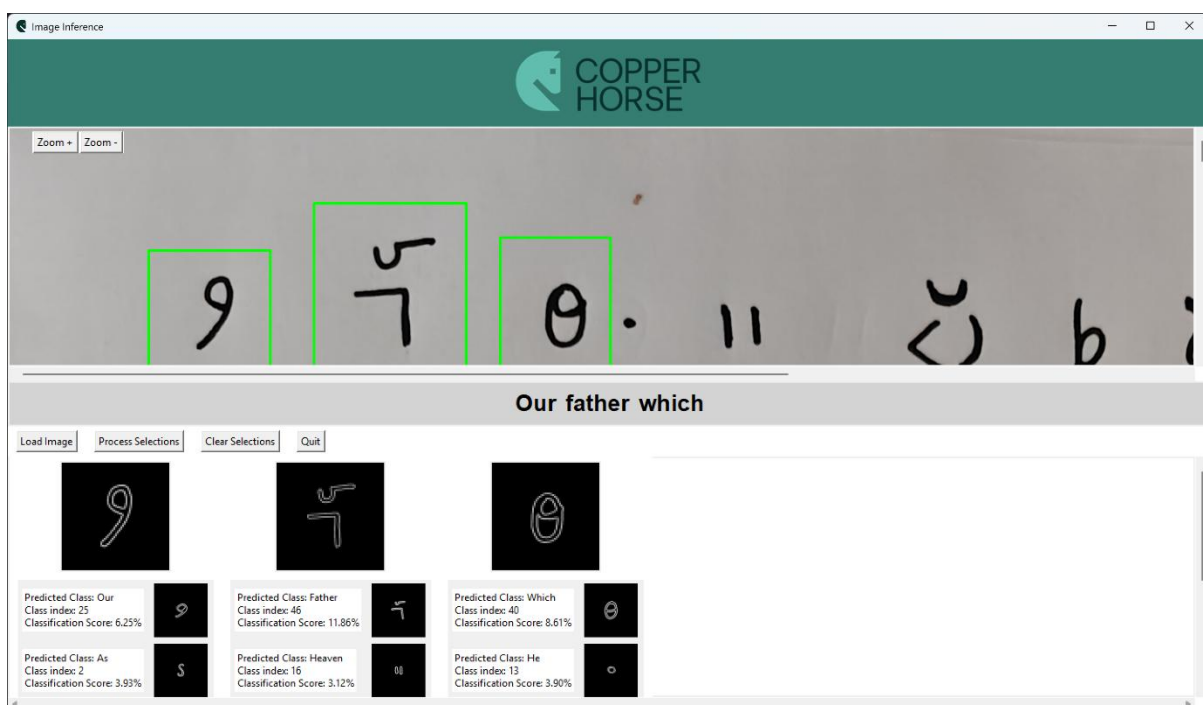 Image Inference
COPPER
HORSE
Zoom + Zoom -
Our father which
Load Image Process Selections Clear Selections Quit
Predicted Class: Our
Class index: 25
Classification Score: 6.25%
Predicted Class: Father
Class index: 46
Classification Score: 11.86%
Predicted Class: Which
Class index: 40
Classification Score: 8.61%
Predicted Class: As
Class index: 2
Classification Score: 3.93%
Predicted Class: Heaven
Class index: 16
Classification Score: 3.12%
Predicted Class: He
Class index: 13
Classification Score: 3.90%